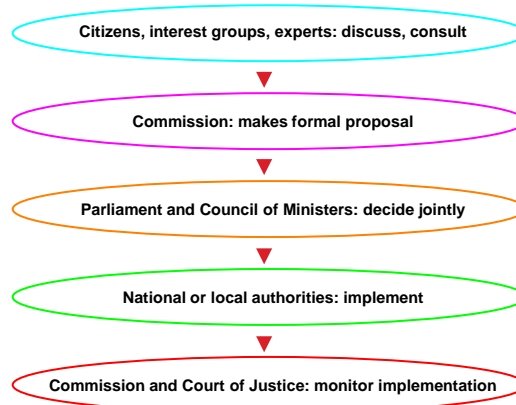 Citizens, interest groups, experts: discuss, consult
Commission: makes formal proposal
Parliament and Council of Ministers: decide jointly
National or local authorities: implement
Commission and Court of Justice: monitor implementation